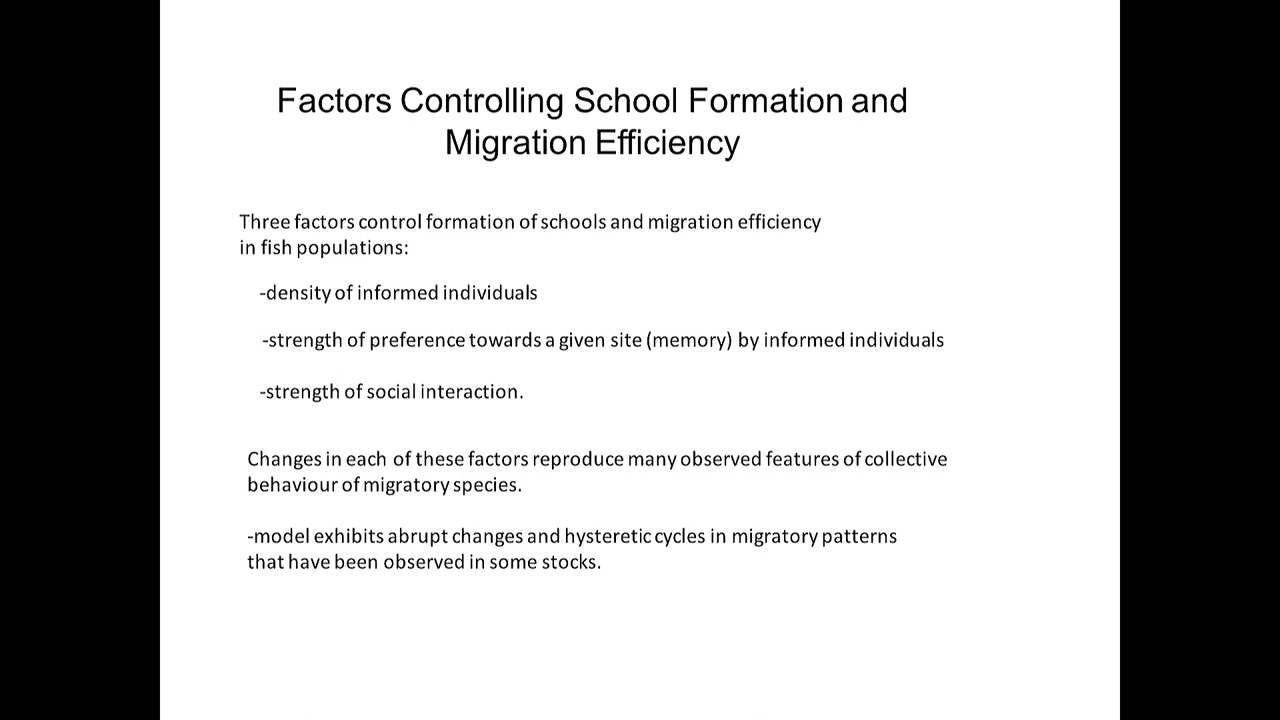 Factors Controlling School Formation and
Migration Efficiency
Three factors control formation of schools and migration efficiency
in fish populations:
-density of informed individuals
-strength of preference towards a given site (memory) by informed individuals
-strength of social interaction.
Changes in each of these factors reproduce many observed features of collective
behaviour of migratory species.
-model exhibits abrupt changes and hysteretic cycles in migratory patterns
that have been observed in some stocks.